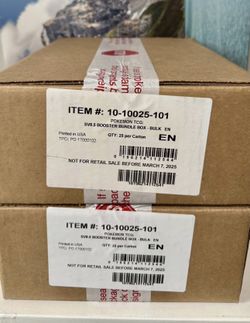 ITEM #: 10-10025-101
POKEMON TCG:
SV8.5 BOOSTER BUNDLE BOX - BULK EN
QTY: 25 per Carton
EN
Printed in USA
NOT FOR RETAIL SALE BEFORE MARCH 7, 2025
ITEM #: 10-10025-101
POKEMON TCG:
SV8.5 BOOSTER BUNDLE BOX - BULK EN
QTY: 25 per Carton
EN
Printed in USA
NOT FOR RETAIL SALE BEFORE MARCH 7, 2025